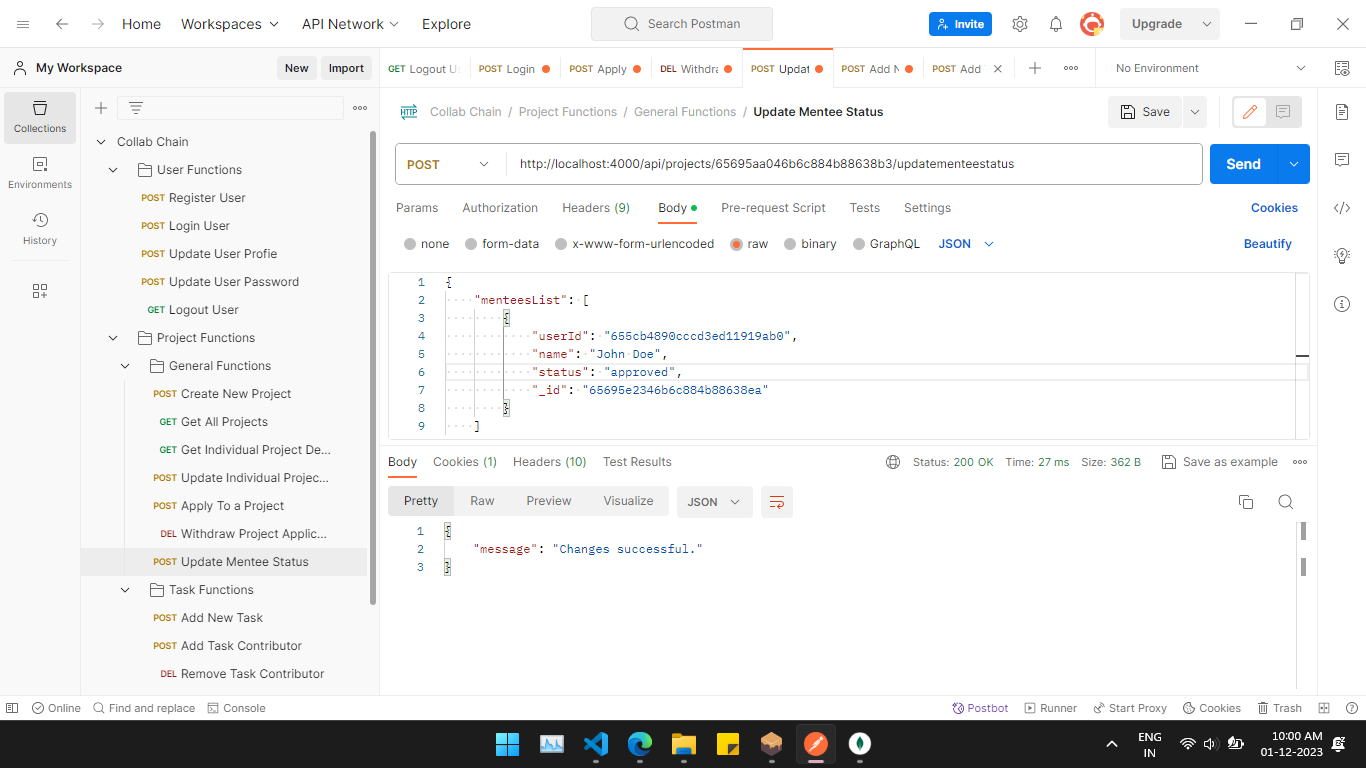 Home Workspaces API Network Explore Search Postman Invite Upgrade
My Workspace New Import
GET Logout Us POST Login POST Apply DEL Withdra POST Updat POST Add N POST Add No Environment
Collections
Environments
History
Collab Chain
User Functions
POST Register User
POST Login User
POST Update User Profie
POST Update User Password
GET Logout User
Project Functions
General Functions
POST Create New Project
GET Get All Projects
GET Get Individual Project De...
POST Update Individual Projec...
POST Apply To a Project
DEL Withdraw Project Applic...
POST Update Mentee Status
Task Functions
POST Add New Task
POST Add Task Contributor
DEL Remove Task Contributor
HTTP Collab Chain / Project Functions / General Functions / Update Mentee Status Save
POST http://localhost:4000/api/projects/65695aa046b6c884b88638b3/updatementeestatus Send
Params Authorization Headers (9) Body Pre-request Script Tests Settings Cookies
none form-data x-www-form-urlencoded raw binary GraphQL JSON Beautify
1 {
2 "menteesList": [
3 {
4 "userId": "655cb4890cccd3ed11919ab0",
5 "name": "John Doe",
6 "status": "approved",
7 "_id": "65695e2346b6c884b88638ea"
8 }
9 ]
Body Cookies (1) Headers (10) Test Results Status: 200 OK Time: 27 ms Size: 362 B Save as example
Pretty Raw Preview Visualize JSON
1 {
2 "message": "Changes successful."
3 }
Online Find and replace Console Postbot Runner Start Proxy Cookies Trash
ENG
IN
10:00 AM
01-12-2023